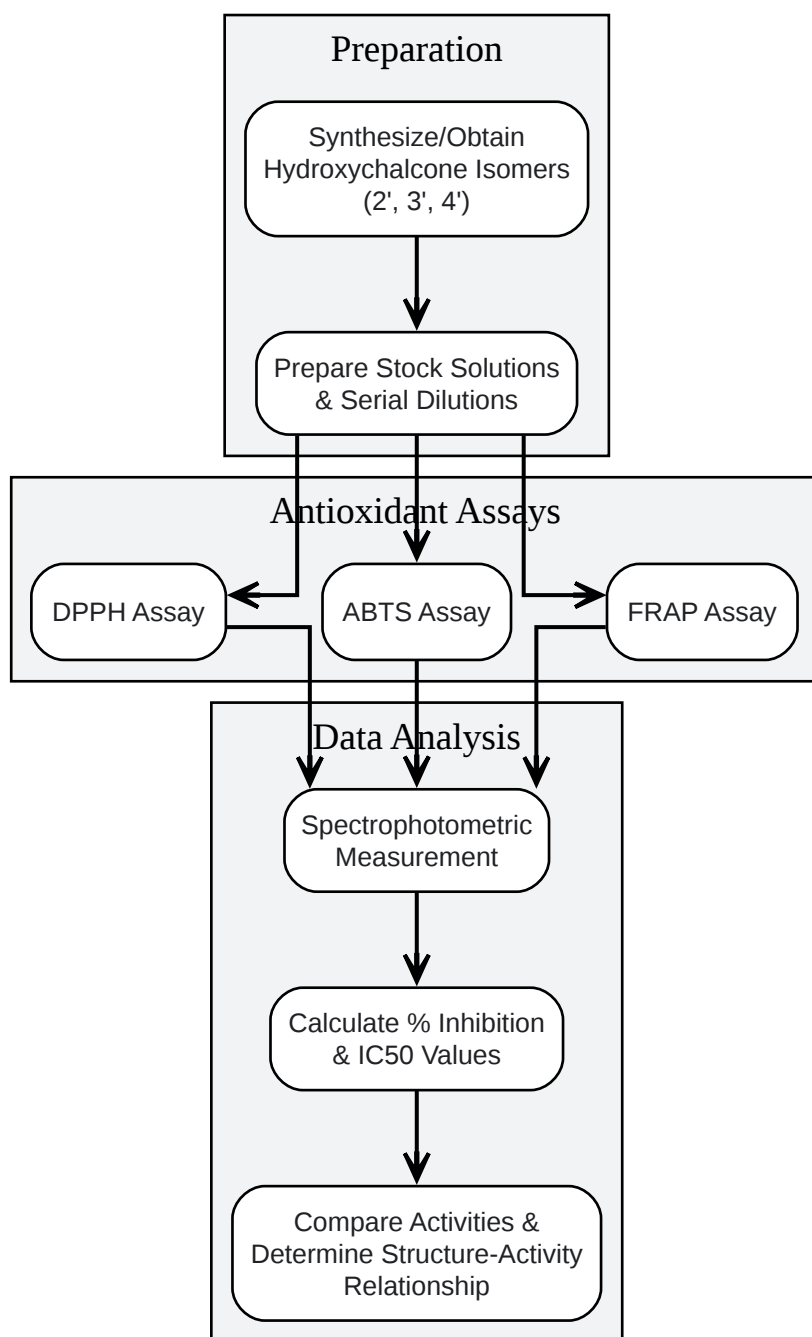 Preparation
Synthesize/Obtain
Hydroxychalcone Isomers
(2', 3', 4')
Prepare Stock Solutions
& Serial Dilutions
Antioxidant Assays
DPPH Assay
ABTS Assay
FRAP Assay
Data Analysis
Spectrophotometric
Measurement
Calculate % Inhibition
& IC50 Values
Compare Activities &
Determine Structure-Activity
Relationship